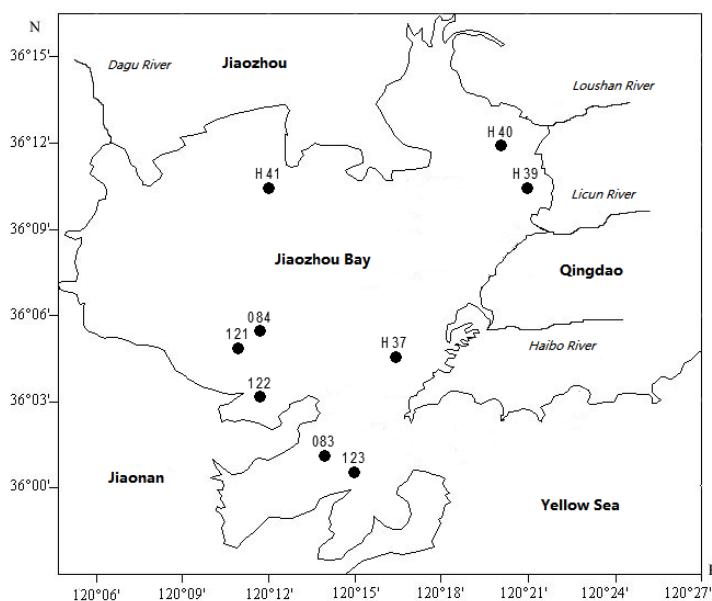 N
36°15'
Dagu River
Jiaozhou
Loushan River
36°12'
H 40
H 41
H 39
Licun River
36°09'
Jiaozhou Bay
Qingdao
36°06'
084
121
H 37
Haibo River
122
36°03'
083
123
36°00'
Jiaonan
Yellow Sea
120°06' 120°09' 120°12' 120°15' 120°18' 120°21' 120°24' 120°27'